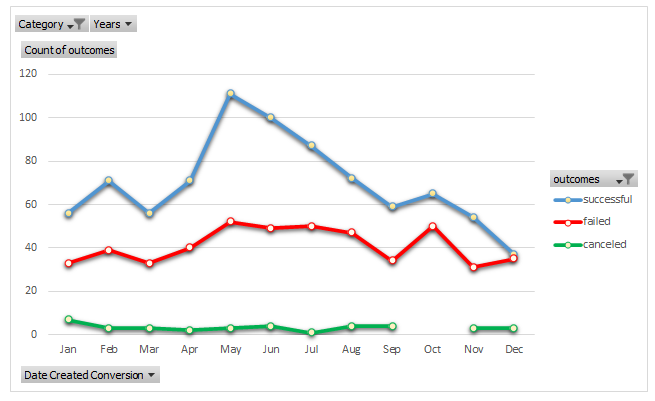 Category Years
Count of outcomes
120
100
80
60
40
20
0
Jan Feb Mar Apr May Jun Jul Aug Sep Oct Nov Dec
outcomes
successful
failed
canceled
Date Created Conversion